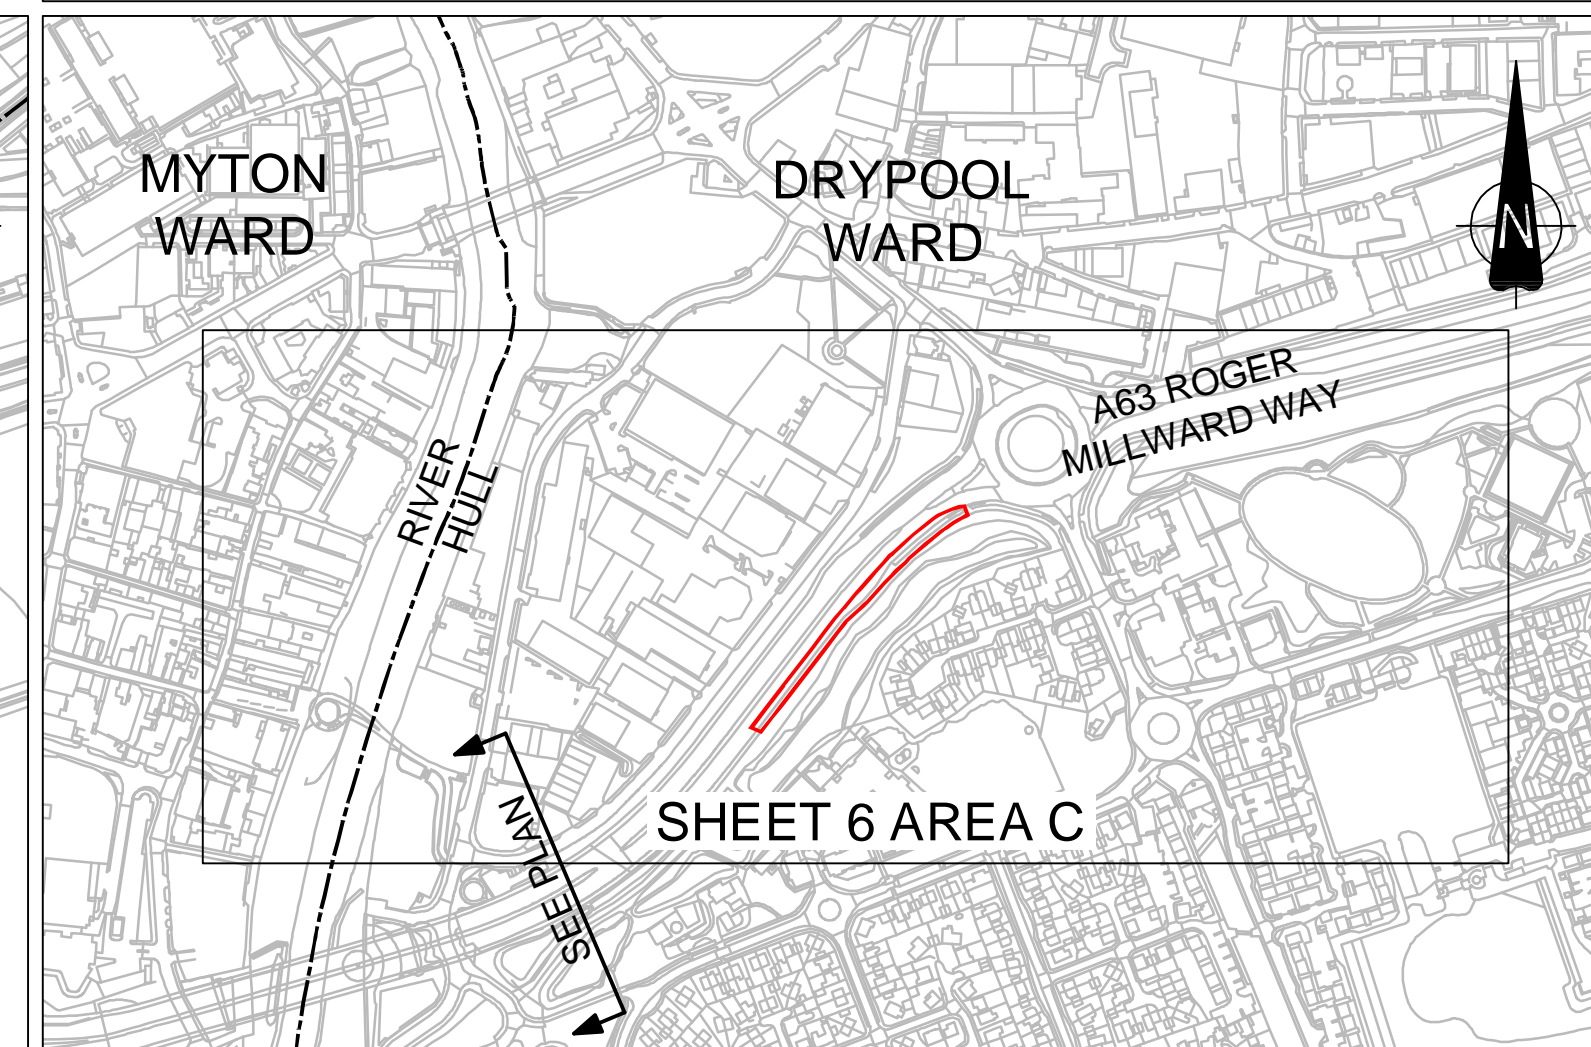 MYTON
WARD
DRYPOOL
WARD
N
A63 ROGER
MILLWARD WAY
RIVER
HULL
SEE PLAN
SHEET 6 AREA C